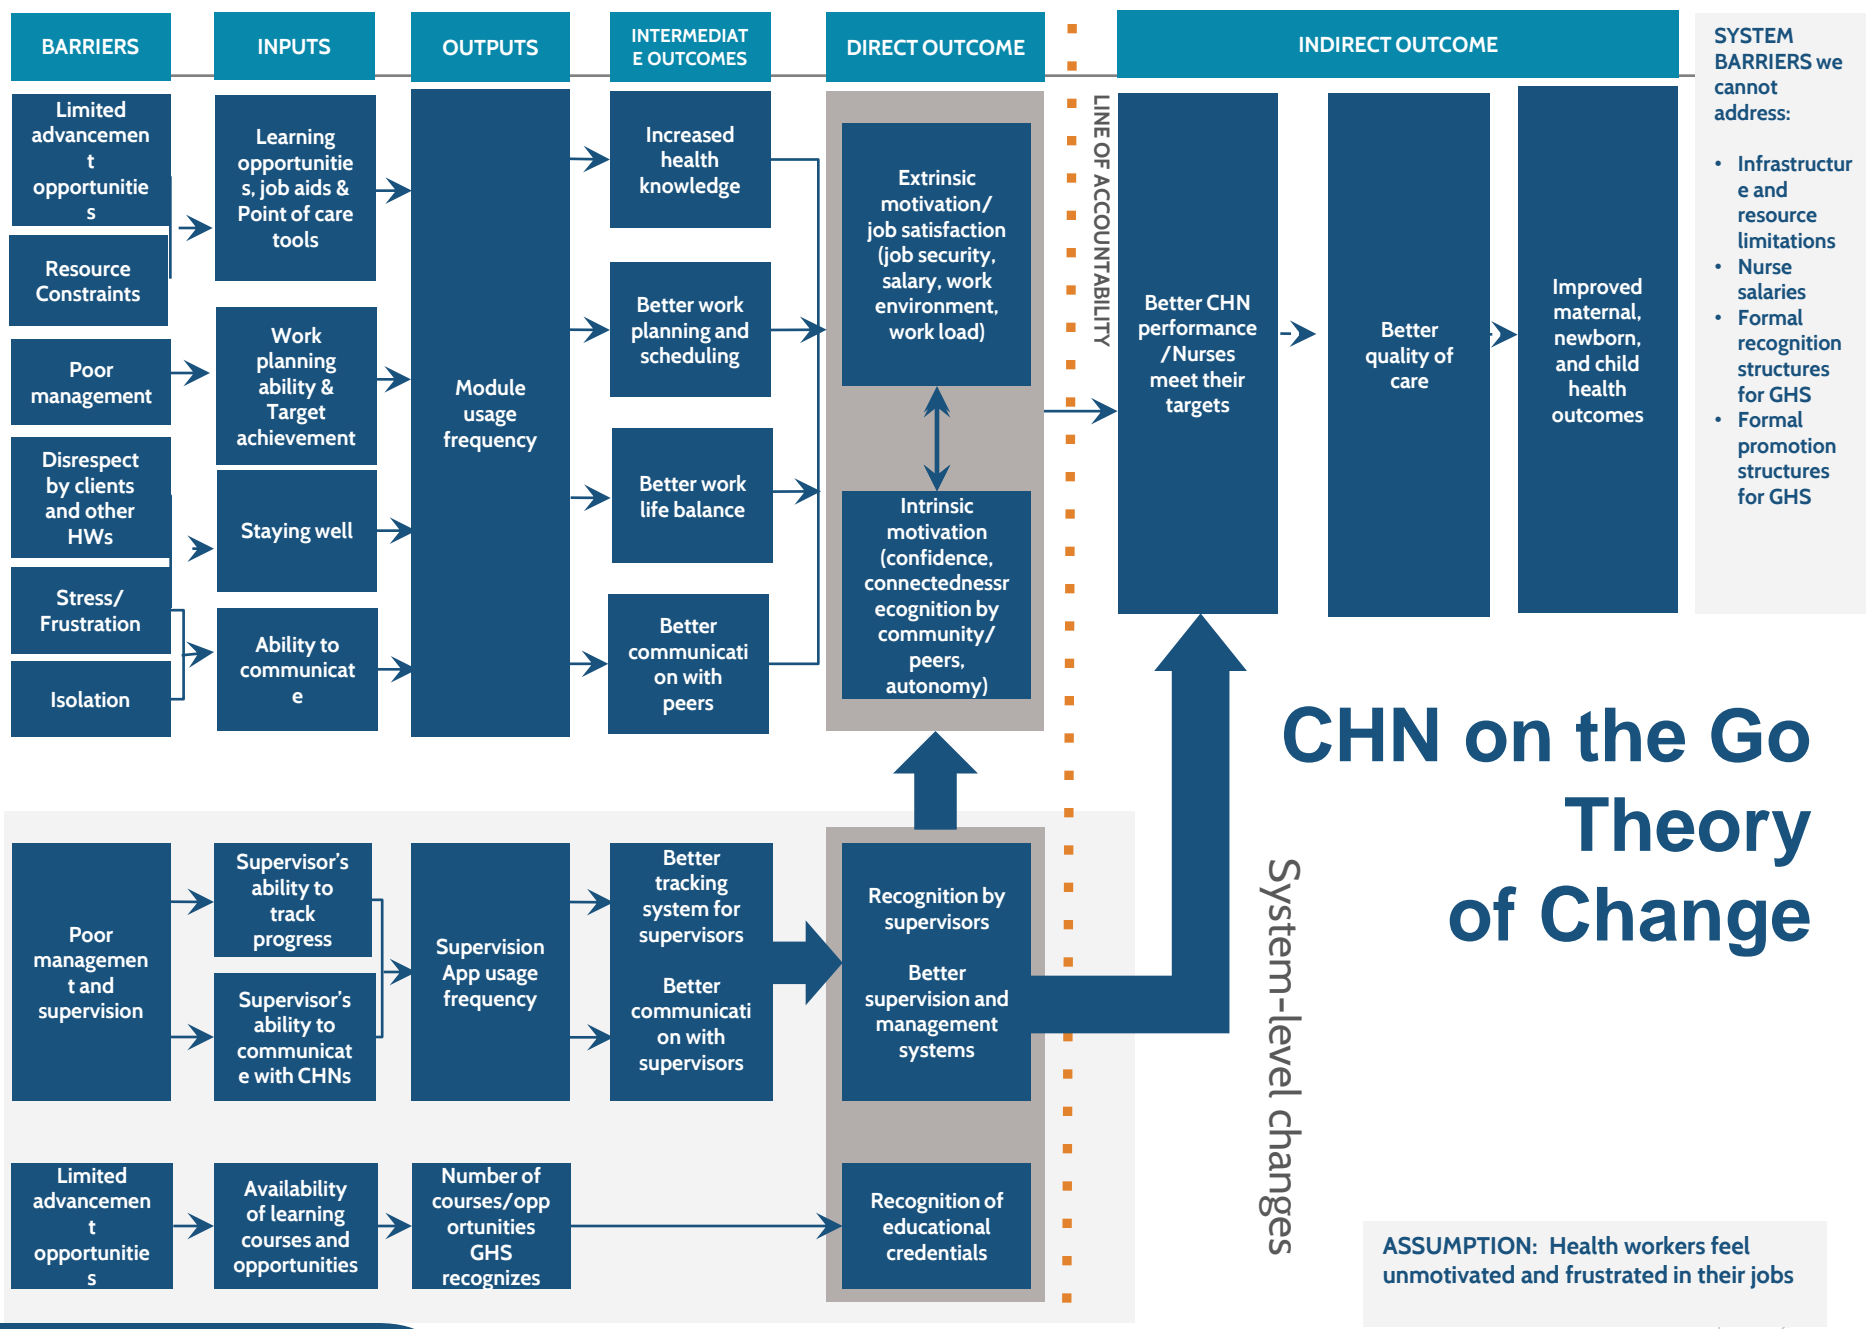 BARRIERS
INPUTS
OUTPUTS
INTERMEDIAT
E OUTCOMES
DIRECT OUTCOME
INDIRECT OUTCOME
SYSTEM
BARRIERS we
cannot
address:
• Infrastructur
e and
resource
limitations
• Nurse
salaries
• Formal
recognition
structures
for GHS
• Formal
promotion
structures
for GHS
Limited
advancemen
t
opportunitie
s
Resource
Constraints
Poor
management
Disrespect
by clients
and other
HWs
Stress/
Frustration
Isolation
Learning
opportunitie
s, job aids &
Point of care
tools
Work
planning
ability &
Target
achievement
Staying well
Ability to
communicat
e
Module
usage
frequency
Increased
health
knowledge
Better work
planning and
scheduling
Better work
life balance
Better
communicati
on with
peers
Extrinsic
motivation/
job satisfaction
(job security,
salary, work
environment,
work load)
Intrinsic
motivation
(confidence,
connectednessr
ecognition by
community/
peers,
autonomy)
LINE OF ACCOUNTABILITY
Better CHN
performance
/Nurses
meet their
targets
Better
quality of
care
Improved
maternal,
newborn,
and child
health
outcomes
CHN on the Go
Theory
of Change
Poor
managemen
t and
supervision
Supervisor's
ability to
track
progress
Supervisor's
ability to
communicat
e with CHNs
Supervision
App usage
frequency
Better
tracking
system for
supervisors
Better
communicati
on with
supervisors
Recognition by
supervisors
Better
supervision and
management
systems
System-level changes
Limited
advancemen
t
opportunitie
s
Availability
of learning
courses and
opportunities
Number of
courses/opp
ortunities
GHS
recognizes
Recognition of
educational
credentials
ASSUMPTION: Health workers feel
unmotivated and frustrated in their jobs